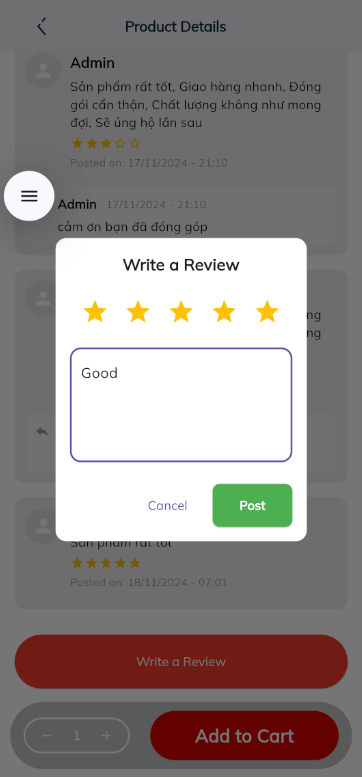 Product Details
Admin
Sản phẩm rất tốt, Giao hàng nhanh, Đóng
gói cẩn thận, Chất lượng không như mong
đợi, Sẽ ủng hộ lần sau
Posted on: 17/11/2024 - 21:10
Admin 17/11/2024 - 21:10
cảm ơn bạn đã đóng góp
Write a Review
ng
ng
Good
Cancel
Post
Sản phẩm rất tốt
Posted on: 18/11/2024 - 07:01
Write a Review
1
Add to Cart